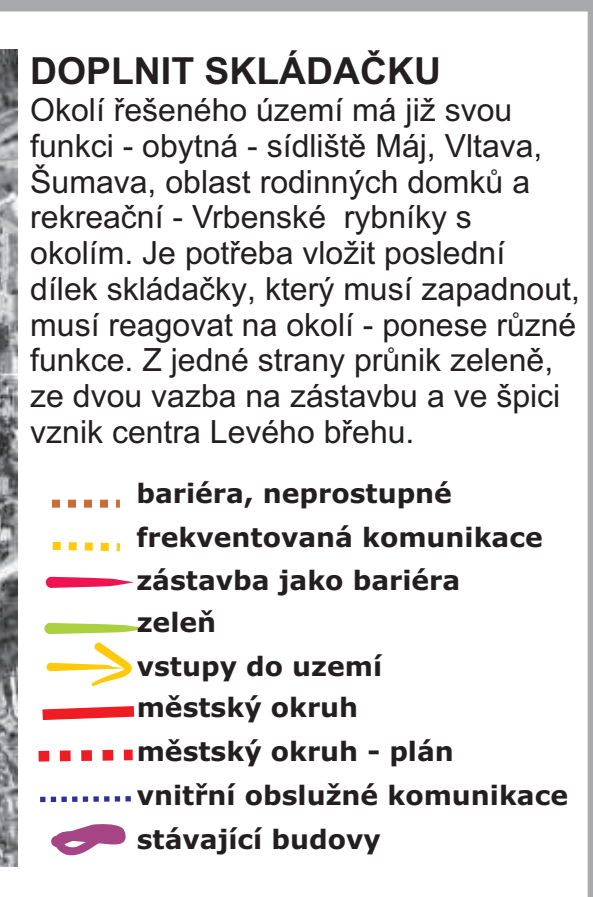 DOPLNIT SKLÁDAČKU
Okolí řešeného území má již svou
funkci - obytná - sídliště Máj, Vltava,
Šumava, oblast rodinných domků a
rekreační - Vrbenské  rybníky s
okolím. Je potřeba vložit poslední
dílek skládačky, který musí zapadnout,
musí reagovat na okolí - ponese různé
funkce. Z jedné strany průnik zeleně,
ze dvou vazba na zástavbu a ve špici
vznik centra Levého břehu.
bariéra, neprostupné
frekventovaná komunikace
zástavba jako bariéra
zeleň
vstupy do uzemí
městský okruh
městský okruh - plán
vnitřní obslužné komunikace
stávající budovy